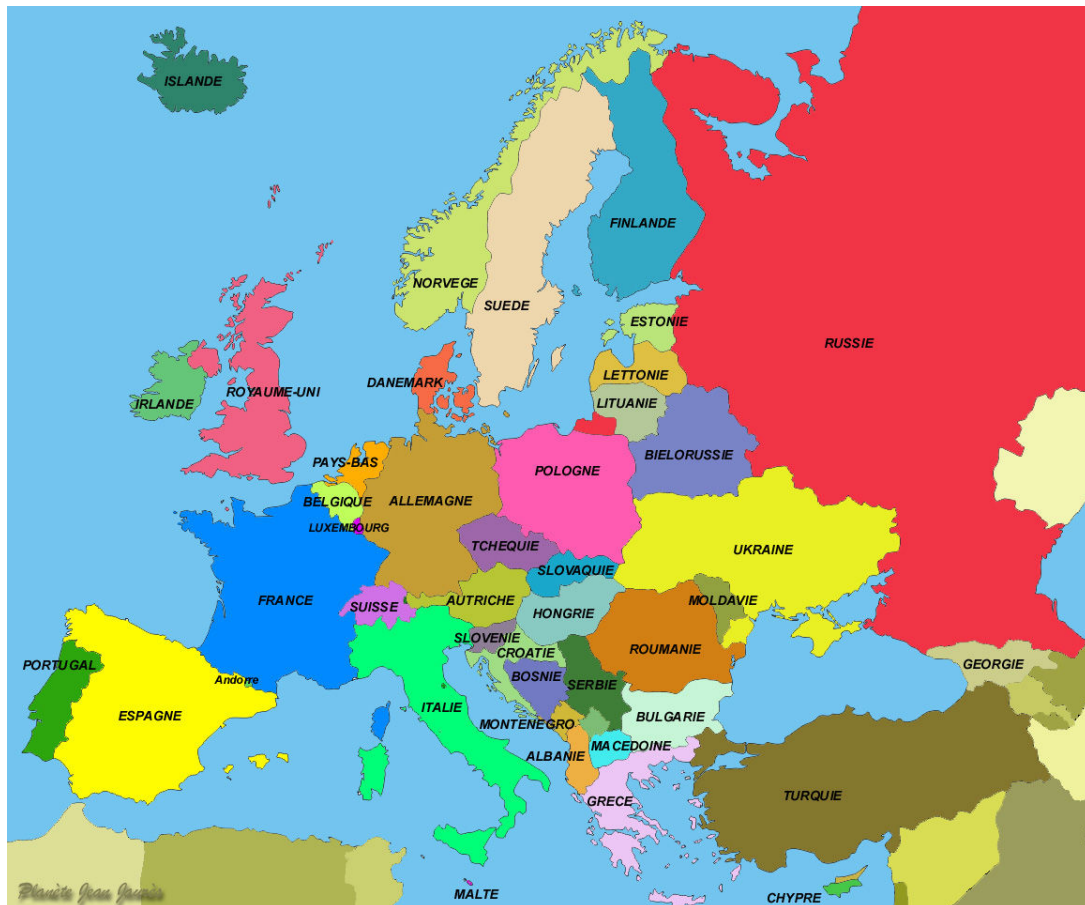 ISLANDE
FINLANDE
NORVEGE
SUEDE
ESTONIE
RUSSIE
LETTONIE
DANEMARK
ROYAUME-UNI
IRLANDE
LITUANIE
BIELORUSSIE
PAYS-BAS
POLOGNE
ALLEMAGNE
BELGIQUE
LUXEMBOURG
TCHEQUIE
UKRAINE
SLOVAQUIE
FRANCE
SUISSE
AUTRICHE
MOLDAVIE
HONGRIE
SLOVENIE
CROATIE
ROUMANIE
PORTUGAL
GEORGIE
Andorre
BOSNIE
SERBIE
ESPAGNE
ITALIE
MONTENEGRO
BULGARIE
MACEDOINE
ALBANIE
TURQUIE
GRECE
MALTE
CHYPRE
Planète Jean Jaurès